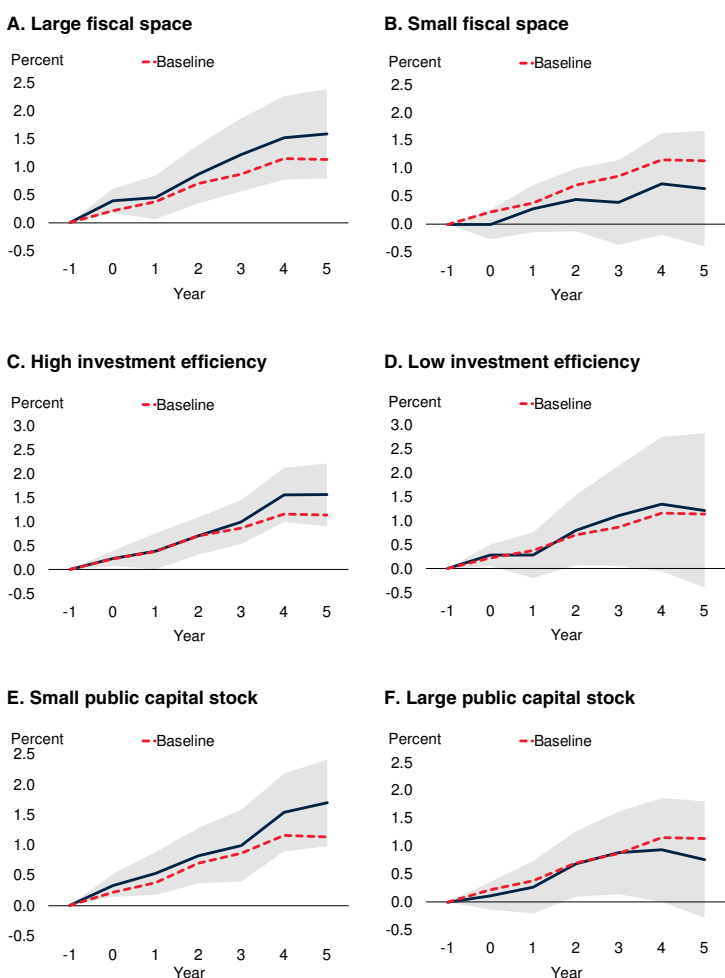 A. Large fiscal space
Percent
Baseline
2.5
2.0
1.5
1.0
0.5
0.0
-0.5
-1 0 1 2 3 4 5
Year
B. Small fiscal space
Percent
Baseline
2.5
2.0
1.5
1.0
0.5
0.0
-0.5
-1 0 1 2 3 4 5
Year
C. High investment efficiency
Percent
Baseline
3.0
2.5
2.0
1.5
1.0
0.5
0.0
-0.5
-1 0 1 2 3 4 5
Year
D. Low investment efficiency
Percent
Baseline
3.0
2.5
2.0
1.5
1.0
0.5
0.0
-0.5
-1 0 1 2 3 4 5
Year
E. Small public capital stock
Percent
Baseline
2.5
2.0
1.5
1.0
0.5
0.0
-0.5
-1 0 1 2 3 4 5
Year
F. Large public capital stock
Percent
Baseline
2.5
2.0
1.5
1.0
0.5
0.0
-0.5
-1 0 1 2 3 4 5
Year